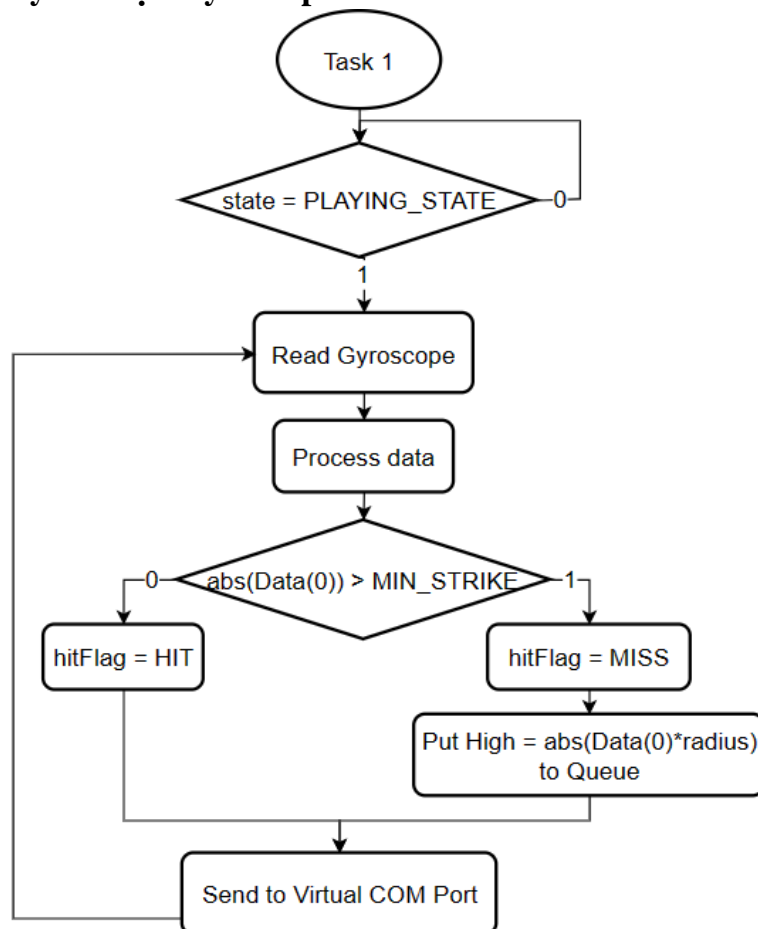 Task 1
state = PLAYING_STATE
0
1
Read Gyroscope
Process data
0
abs(Data(0)) > MIN_STRIKE
1
hitFlag = HIT
hitFlag = MISS
Put High = abs(Data(0)*radius)
to Queue
Send to Virtual COM Port